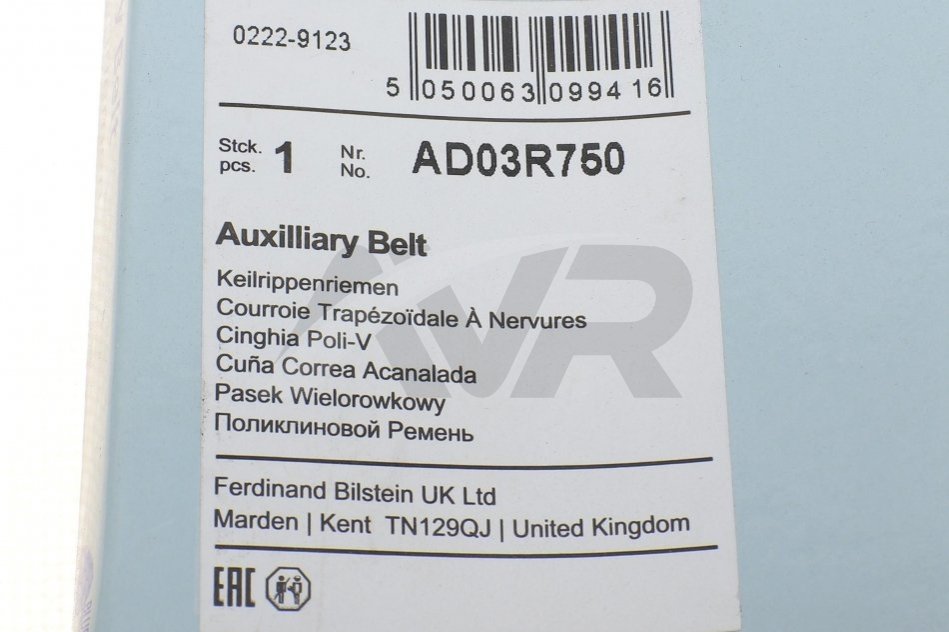 0222-9123
5 050063 099416
Stck. pcs. 1 Nr. No. AD03R750
Auxilliary Belt
Keilrippenriemen
Courroie Trapézoïdale À Nervures
Cinghia Poli-V
Cuña Correa Acanalada
Pasek Wielorowkowy
Поликлиновой Ремень
Ferdinand Bilstein UK Ltd
Marden | Kent TN129QJ | United Kingdom
EAC
iVR